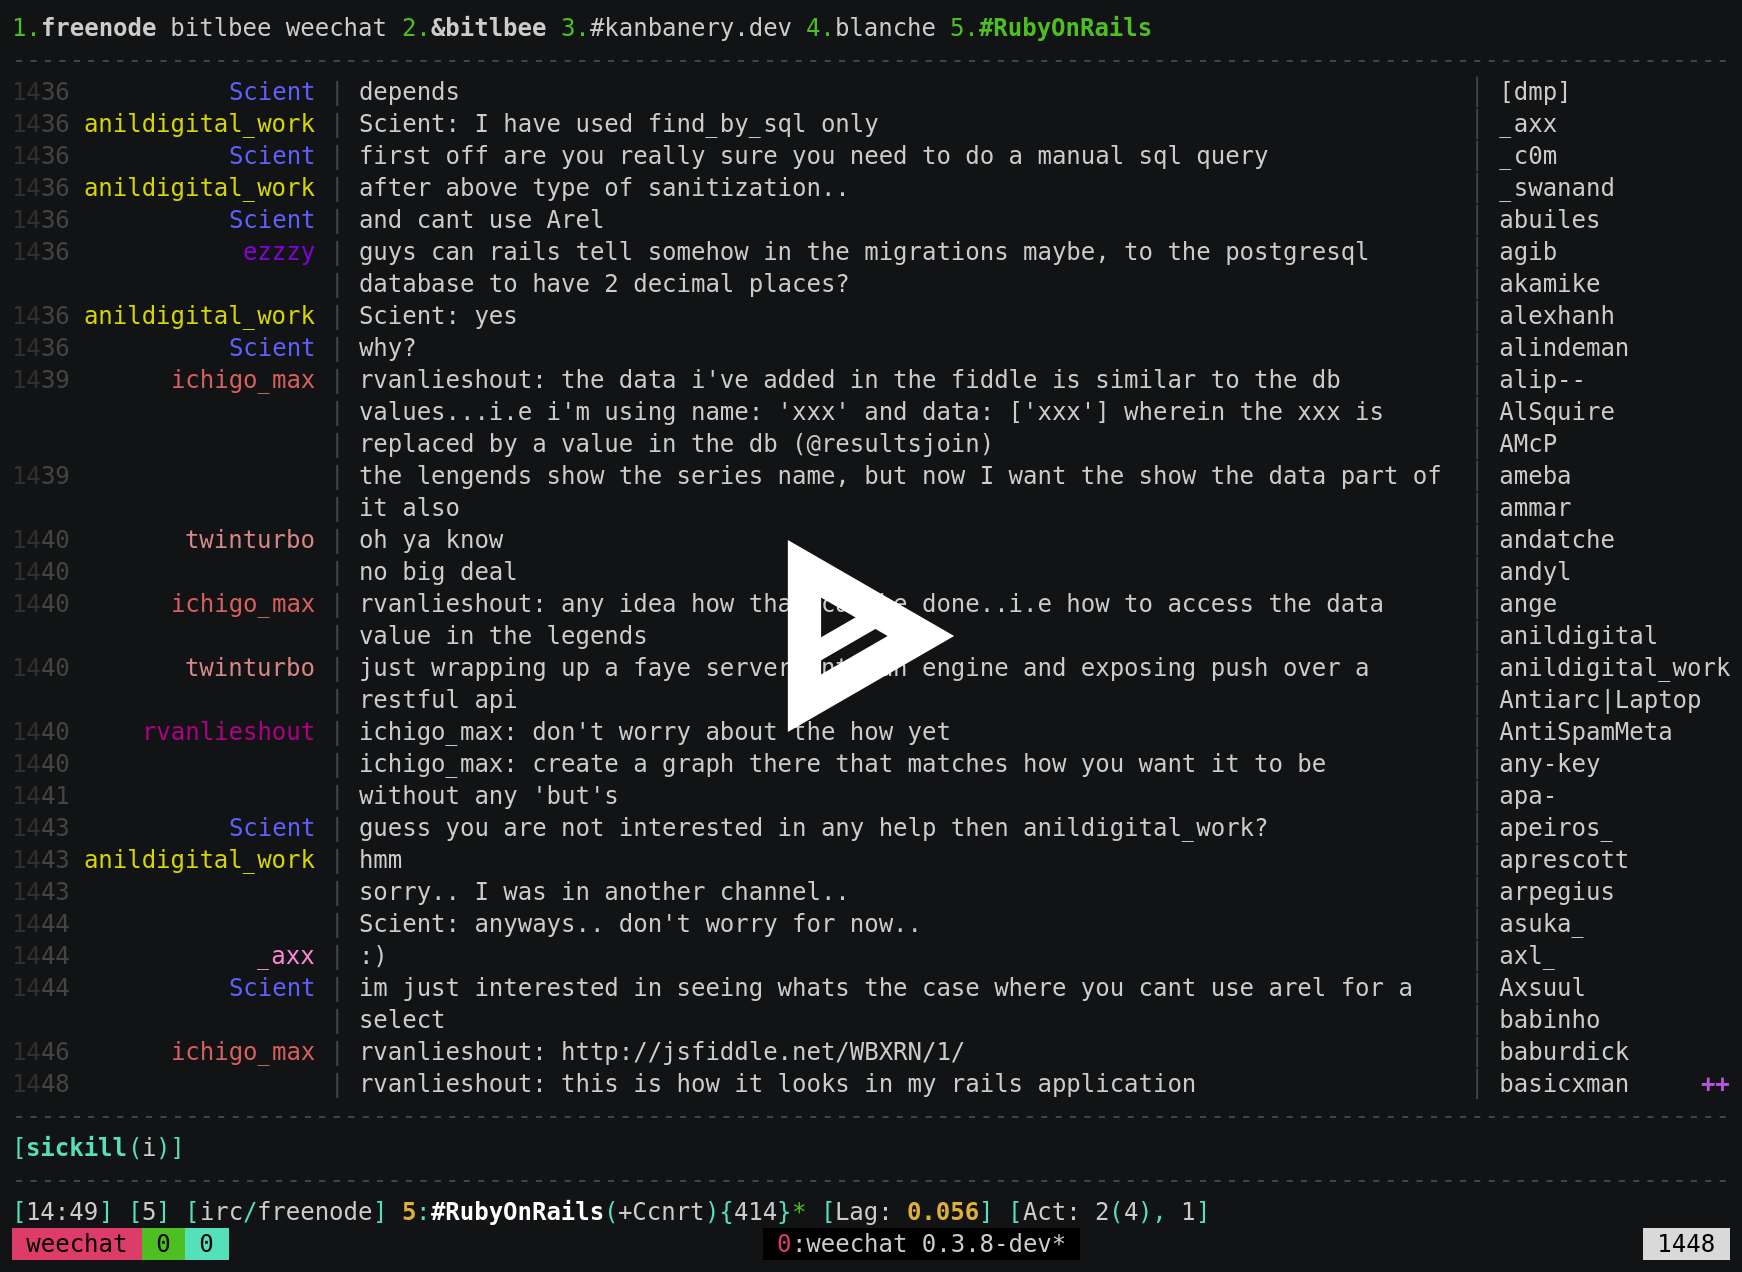 1.freenode bitlbee weechat 2.&bitlbee 3.#kanbanery.dev 4.blanche 5.#RubyOnRails
1436 Scient | depends | [dmp]
1436 anildigital_work | Scient: I have used find_by_sql only | _axx
1436 Scient | first off are you really sure you need to do a manual sql query | _c0m
1436 anildigital_work | after above type of sanitization.. | _swanand
1436 Scient | and cant use Arel | abuiles
1436 ezzzy | guys can rails tell somehow in the migrations maybe, to the postgresql | agib
| database to have 2 decimal places? | akamike
1436 anildigital_work | Scient: yes | alexhanh
1436 Scient | why? | alindeman
1439 ichigo_max | rvanlieshout: the data i've added in the fiddle is similar to the db | alip--
| values...i.e i'm using name: 'xxx' and data: ['xxx'] wherein the xxx is | AlSquire
| replaced by a value in the db (@resultsjoin) | AMcP
1439 | the lengends show the series name, but now I want the show the data part of | ameba
| it also | ammar
1440 twinturbo | oh ya know | andatche
1440 | no big deal | andyl
1440 ichigo_max | rvanlieshout: any idea how done..i.e how to access the data | ange
| value in the legends | anildigital
1440 twinturbo | just wrapping up a faye server engine and exposing push over a | anildigital_work
| restful api | Antiarc|Laptop
1440 rvanlieshout | ichigo_max: don't worry about the how yet | AntiSpamMeta
1440 | ichigo_max: create a graph there that matches how you want it to be | any-key
1441 | without any 'but's | apa-
1443 Scient | guess you are not interested in any help then anildigital_work? | apeiros_
1443 anildigital_work | hmm | aprescott
1443 | sorry.. I was in another channel.. | arpegius
1444 | Scient: anyways.. don't worry for now.. | asuka_
1444 _axx | :) | axl_
1444 Scient | im just interested in seeing whats the case where you cant use arel for a | Axsuul
| select | babinho
1446 ichigo_max | rvanlieshout: http://jsfiddle.net/WBXRN/1/ | baburdick
1448 | rvanlieshout: this is how it looks in my rails application | basicxman ++
[sickill(i)]
[14:49] [5] [irc/freenode] 5:#RubyOnRails(+Ccnrt){414}* [Lag: 0.056] [Act: 2(4), 1]
weechat 0 0 0:weechat 0.3.8-dev* 1448